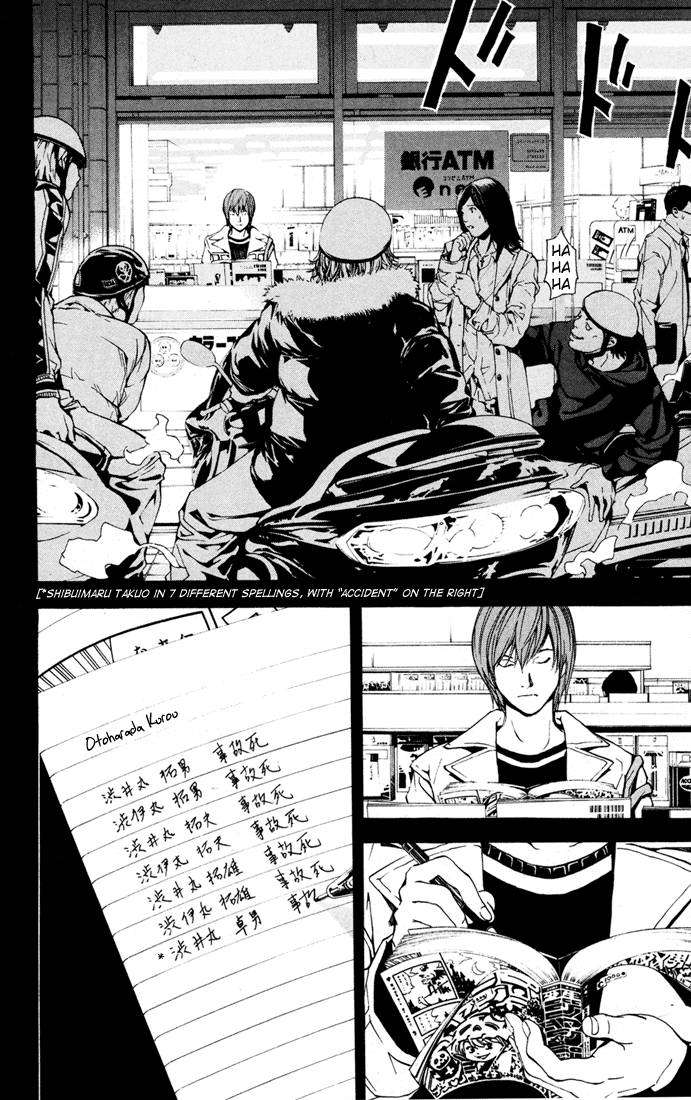 ドドド
銀行ATM
ATM
HA
HA
HA
[*SHIBUIMARU TAKUO IN 7 DIFFERENT SPELLINGS, WITH "ACCIDENT" ON THE RIGHT]
Otoharada Kurou
渋井丸 拓男 事故死
渋伊丸 拓男 事故死
渋井丸 拓夫 事故死
渋伊丸 拓夫 事故死
渋井丸 拓雄 事故死
渋伊丸 拓雄 事故死
*渋井丸 卓男 事故